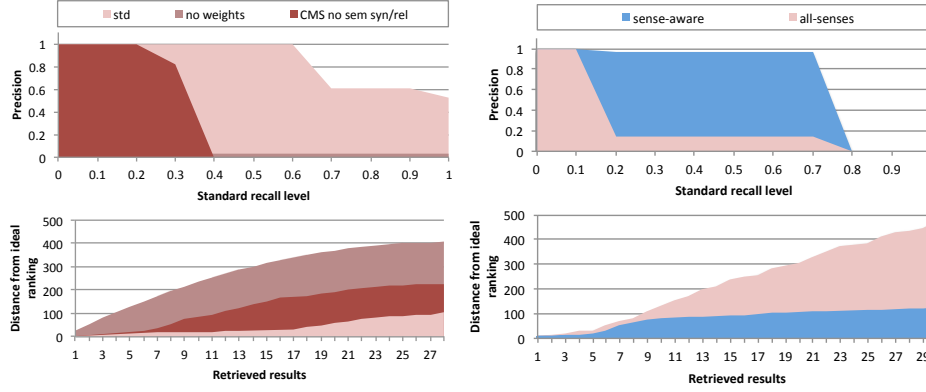 std no weights CMS no sem syn/rel
Precision
1
0.8
0.6
0.4
0.2
0
0 0.1 0.2 0.3 0.4 0.5 0.6 0.7 0.8 0.9 1
Standard recall level
Distance from ideal
ranking
500
400
300
200
100
0
1 3 5 7 9 11 13 15 17 19 21 23 25 27
Retrieved results
sense-aware all-senses
Precision
1
0.8
0.6
0.4
0.2
0
0 0.1 0.2 0.3 0.4 0.5 0.6 0.7 0.8 0.9 1
Standard recall level
Distance from ideal
ranking
500
400
300
200
100
0
1 3 5 7 9 11 13 15 17 19 21 23 25 27 29
Retrieved results